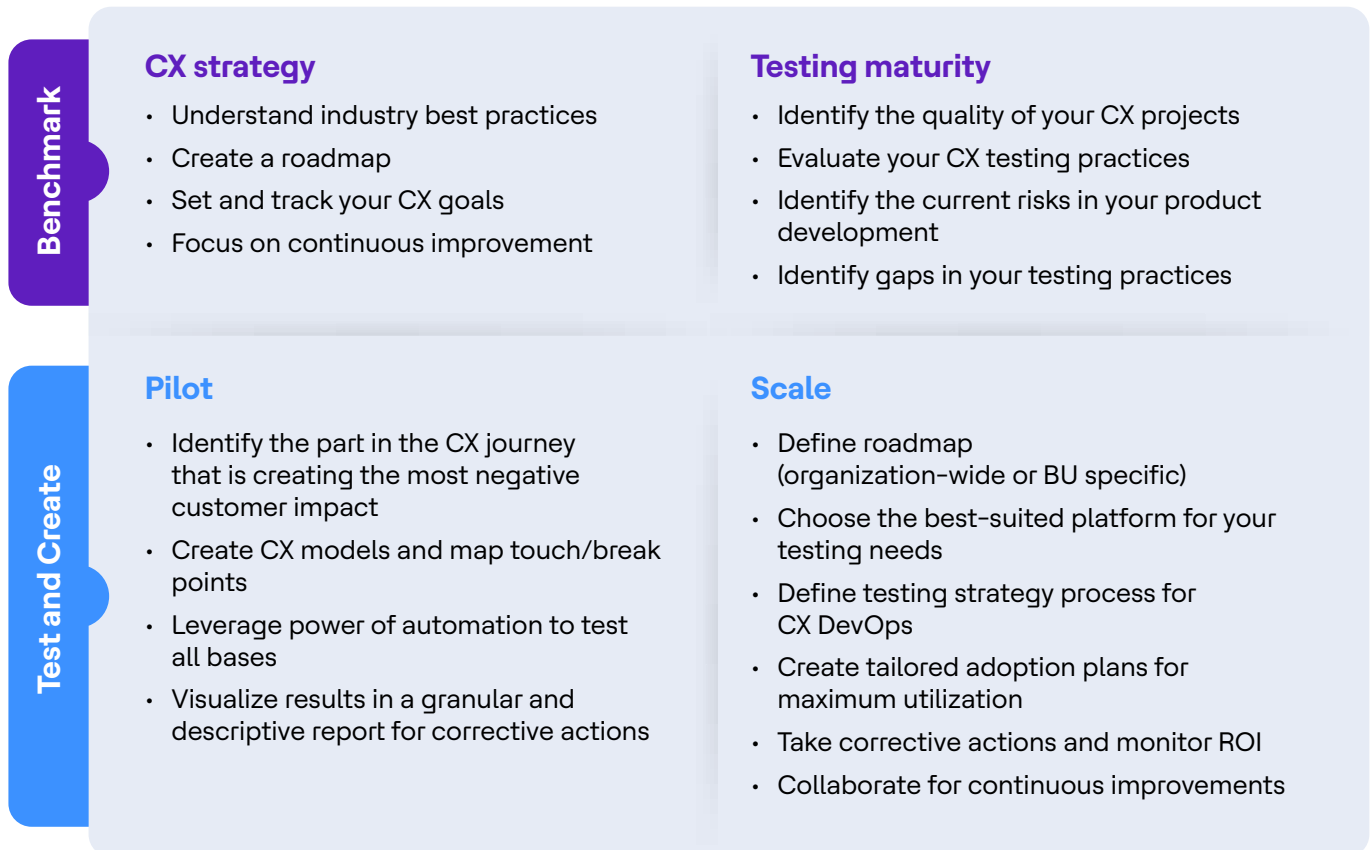 Benchmark
CX strategy
• Understand industry best practices
• Create a roadmap
• Set and track your CX goals
• Focus on continuous improvement
Testing maturity
• Identify the quality of your CX projects
• Evaluate your CX testing practices
• Identify the current risks in your product
development
• Identify gaps in your testing practices
Test and Create
Pilot
• Identify the part in the CX journey
that is creating the most negative
customer impact
• Create CX models and map touch/break
points
• Leverage power of automation to test
all bases
• Visualize results in a granular and
descriptive report for corrective actions
Scale
• Define roadmap
(organization-wide or BU specific)
• Choose the best-suited platform for your
testing needs
• Define testing strategy process for
CX DevOps
• Create tailored adoption plans for
maximum utilization
• Take corrective actions and monitor ROI
• Collaborate for continuous improvements